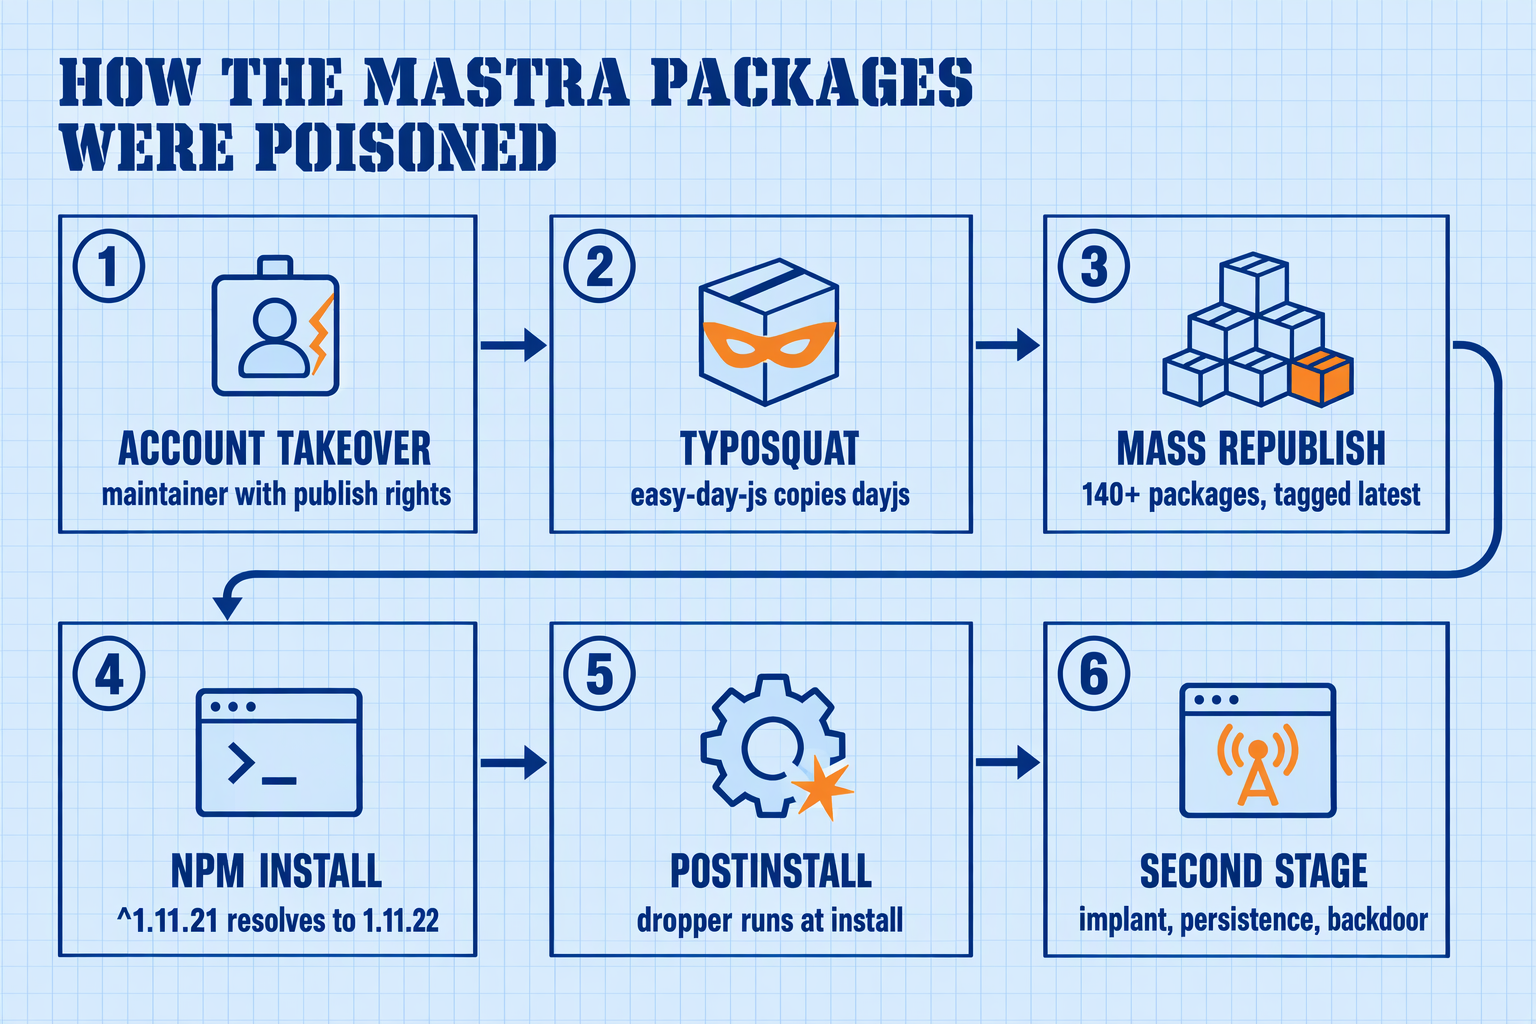 HOW THE MASTRA PACKAGES
WERE POISONED
1
ACCOUNT TAKEOVER
maintainer with publish rights
2
TYPOSQUAT
easy-day-js copies dayjs
3
MASS REPUBLISH
140+ packages, tagged latest
4
>_
NPM INSTALL
^1.11.21 resolves to 1.11.22
5
POSTINSTALL
dropper runs at install
6
SECOND STAGE
implant, persistence, backdoor